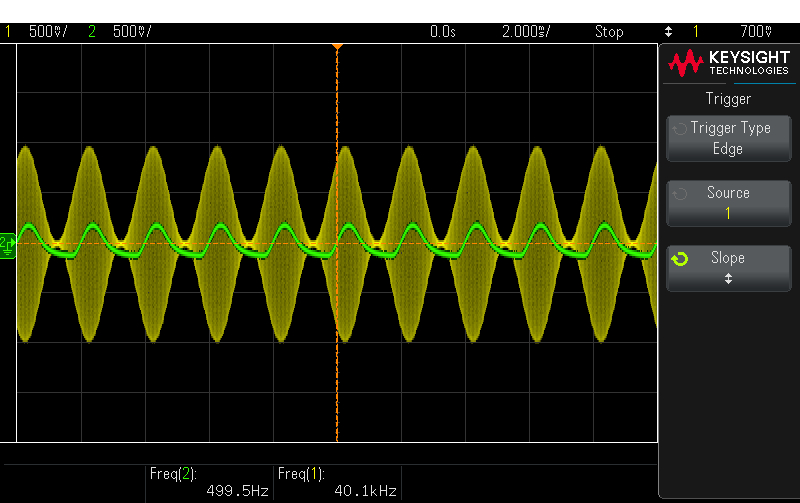 1 500mV/ 2 500mV/ 0.0s 2.000ms/ Stop 1 700mV
KEYSIGHT
TECHNOLOGIES
Trigger
Trigger Type
Edge
Source
1
Slope
2
Freq(2): Freq(1):
499.5Hz 40.1kHz